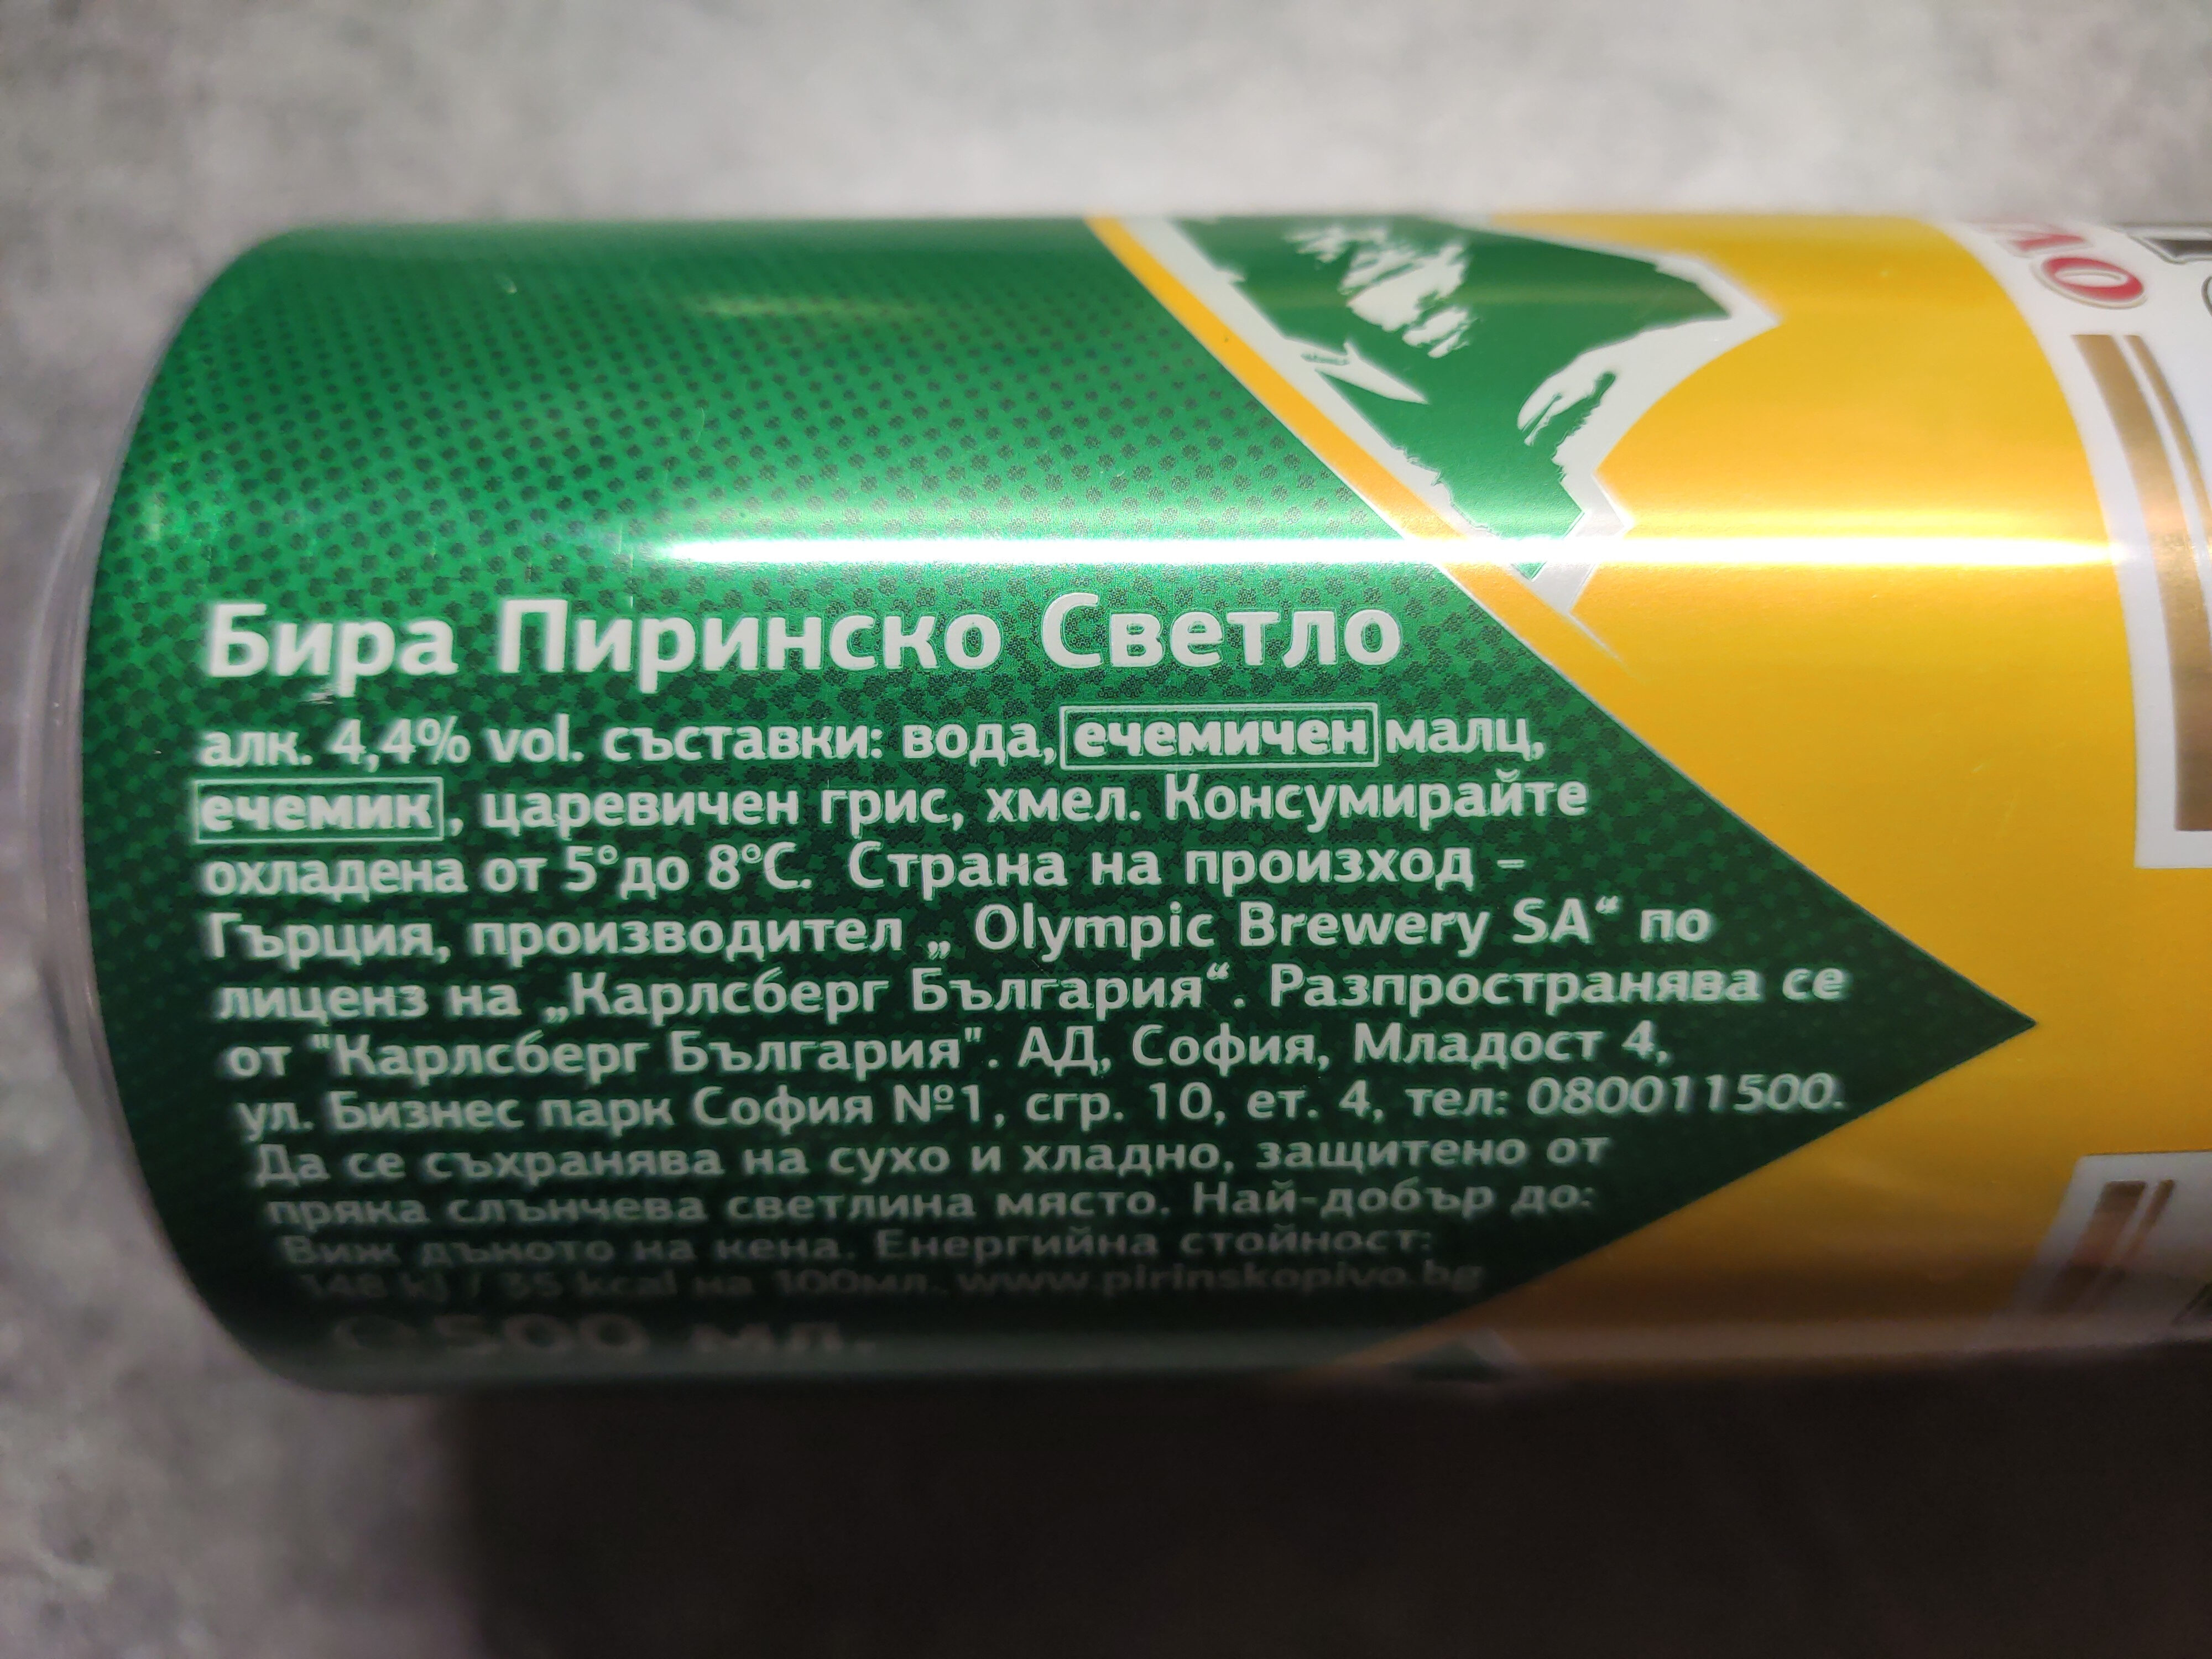 Бира Пиринско Светло
алк. 4,4% vol. съставки: вода, ечемичен малц,
ечемик, царевичен грис, хмел. Консумирайте
охладена от 5°до 8°C. Страна на произход –
Гърция, производител „ Olympic Brewery SA“ по
лиценз на „Карлсберг България“. Разпространява се
от "Карлсберг България". АД, София, Младост 4,
ул. Бизнес парк София №1, сгр. 10, ет. 4, тел: 080011500.
Да се съхранява на сухо и хладно, защитено от
пряка слънчева светлина място. Най-добър до:
Виж дъното на кена. Енергийна стойност:
148 kJ / 35 kcal на 100мл. www.pirinskopivo.bg
500 мл.